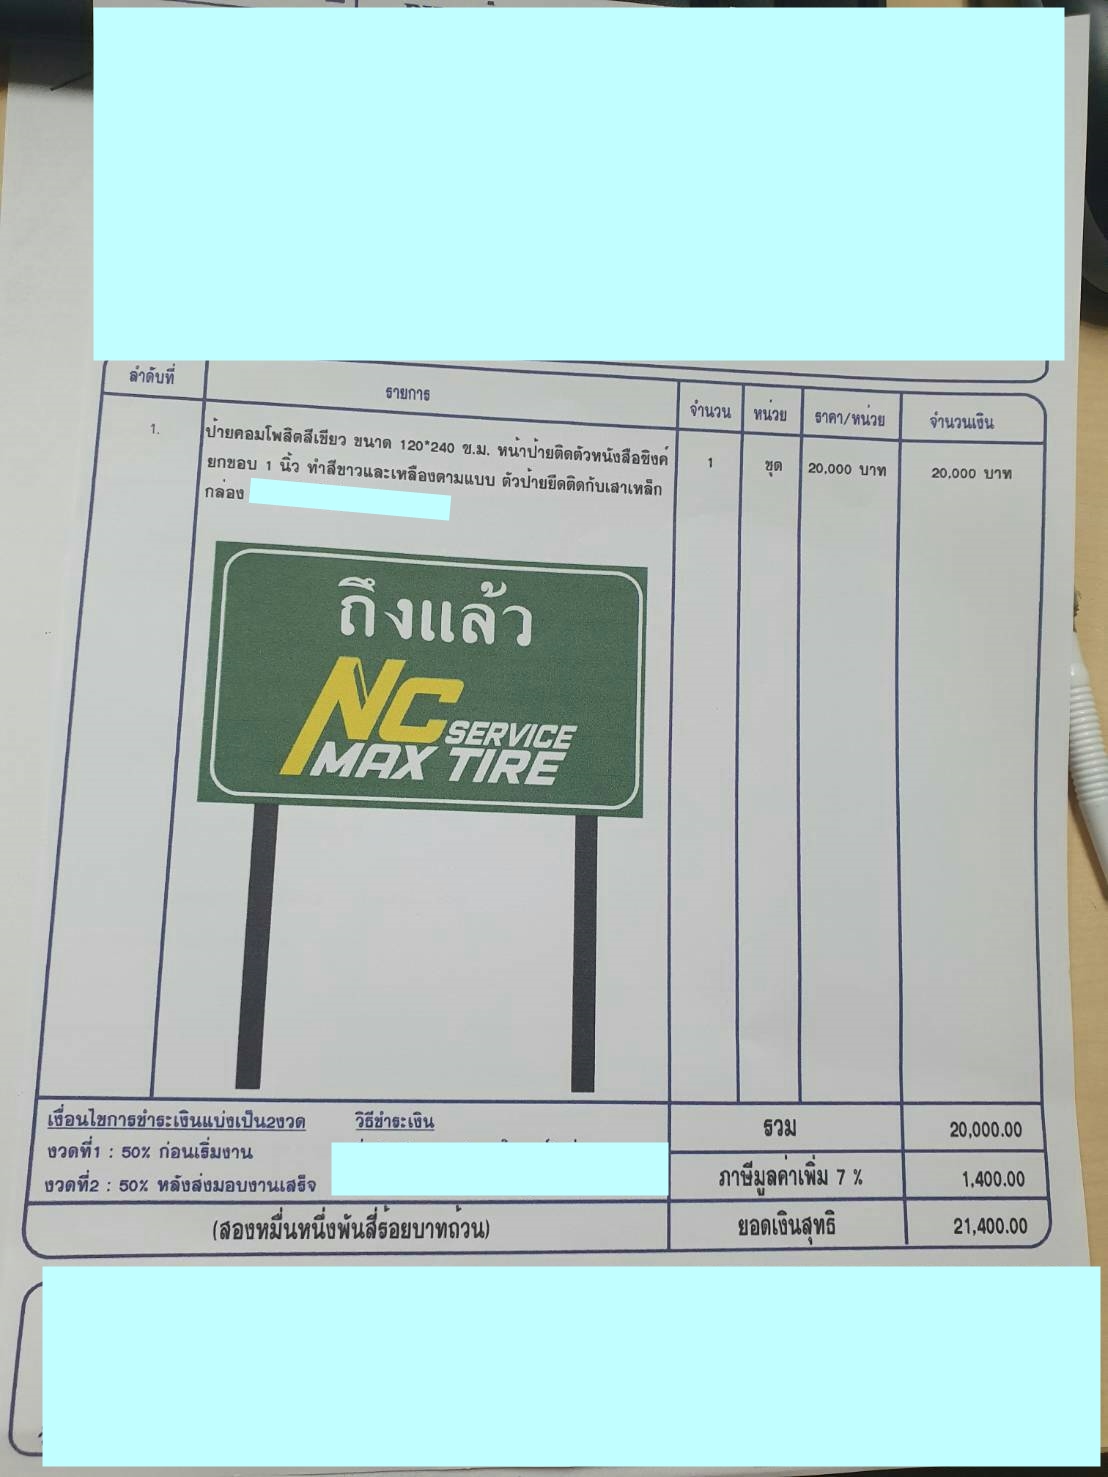 ลำดับที่
รายการ
จำนวน
หน่วย
ราคา/หน่วย
จำนวนเงิน
1.
ป้ายคอมโพสิตสีเขียว ขนาด 120*240 ซ.ม. หน้าป้ายติดตัวหนังสือซิงค์
ยกขอบ 1 นิ้ว ทำสีขาวและเหลืองตามแบบ ตัวป้ายยึดติดกับเสาเหล็ก
กล่อง
1
ชุด
20,000 บาท
20,000 บาท
ถึงแล้ว
NC SERVICE
MAX TIRE
เงื่อนไขการชำระเงินแบ่งเป็น2งวด
วิธีชำระเงิน
งวดที่1 : 50% ก่อนเริ่มงาน
งวดที่2 : 50% หลังส่งมอบงานเสร็จ
รวม
20,000.00
ภาษีมูลค่าเพิ่ม 7 %
1,400.00
(สองหมื่นหนึ่งพันสี่ร้อยบาทถ้วน)
ยอดเงินสุทธิ
21,400.00